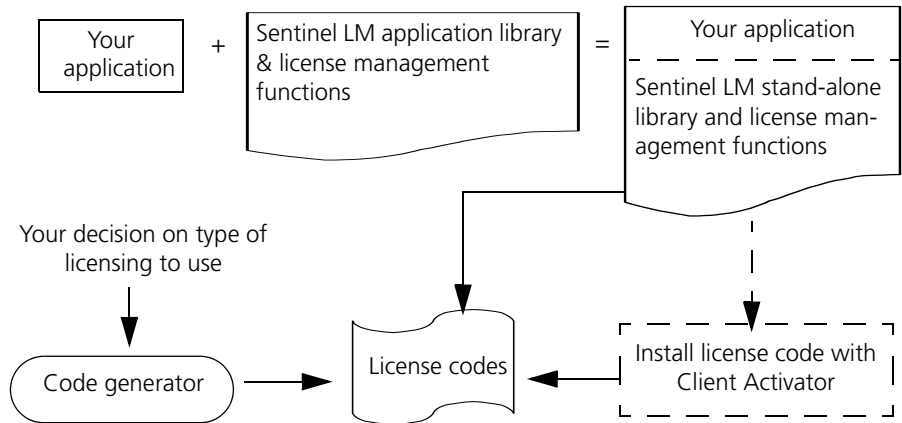 Your
application
+
Sentinel LM application library
& license management
functions
=
Your application
Sentinel LM stand-alone
library and license man-
agement functions
Your decision on type of
licensing to use
Code generator
License codes
Install license code with
Client Activator